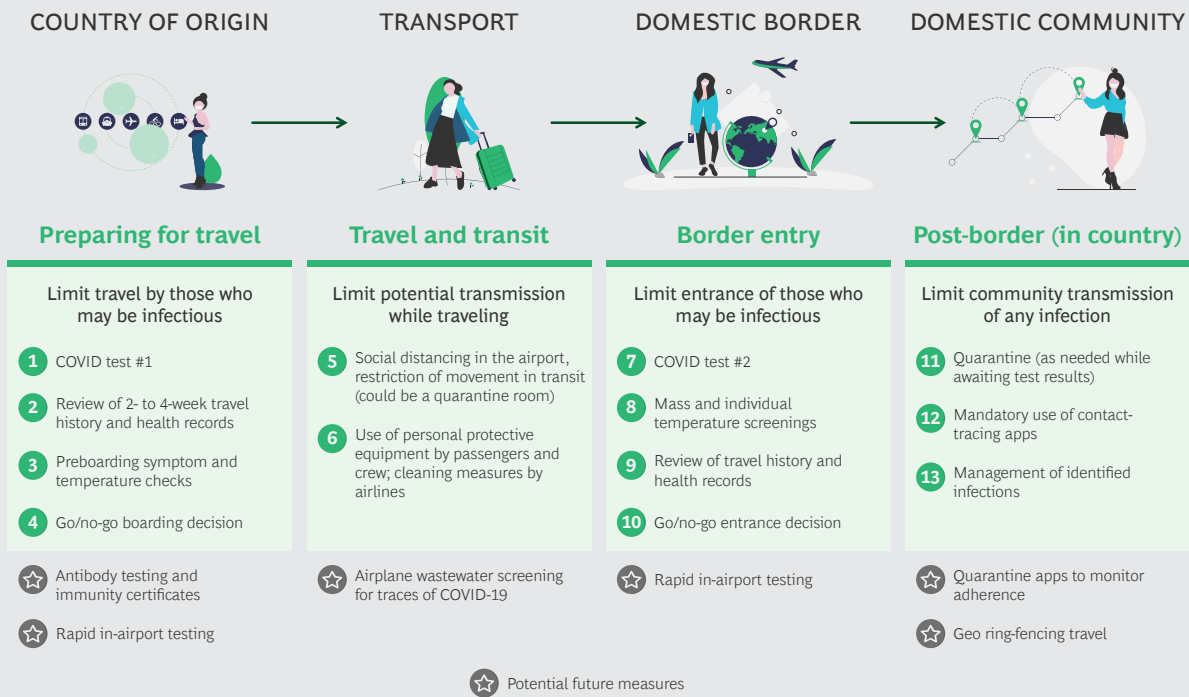 COUNTRY OF ORIGIN
TRANSPORT
DOMESTIC BORDER
DOMESTIC COMMUNITY
Preparing for travel
Limit travel by those who
may be infectious
1 COVID test #1
2 Review of 2- to 4-week travel
history and health records
3 Preboarding symptom and
temperature checks
4 Go/no-go boarding decision
Antibody testing and
immunity certificates
Rapid in-airport testing
Travel and transit
Limit potential transmission
while traveling
5 Social distancing in the airport,
restriction of movement in transit
(could be a quarantine room)
6 Use of personal protective
equipment by passengers and
crew; cleaning measures by
airlines
Airplane wastewater screening
for traces of COVID-19
Border entry
Limit entrance of those who
may be infectious
7 COVID test #2
8 Mass and individual
temperature screenings
9 Review of travel history and
health records
10 Go/no-go entrance decision
Rapid in-airport testing
Post-border (in country)
Limit community transmission
of any infection
11 Quarantine (as needed while
awaiting test results)
12 Mandatory use of contact-
tracing apps
13 Management of identified
infections
Quarantine apps to monitor
adherence
Geo ring-fencing travel
Potential future measures